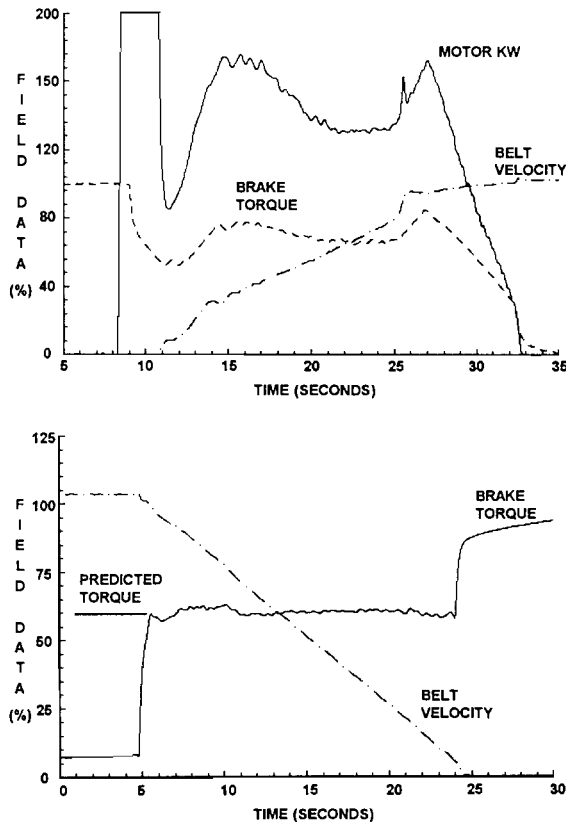 200
160
120
80
40
0
F I E L D D A T A (%)
MOTOR KW
BELT
VELOCITY
BRAKE
TORQUE
5 10 15 20 25 30 35
TIME (SECONDS)
125
100
75
50
25
0
F I E L D D A T A (%)
BRAKE
TORQUE
PREDICTED
TORQUE
BELT
VELOCITY
0 5 10 15 20 25 30
TIME (SECONDS)